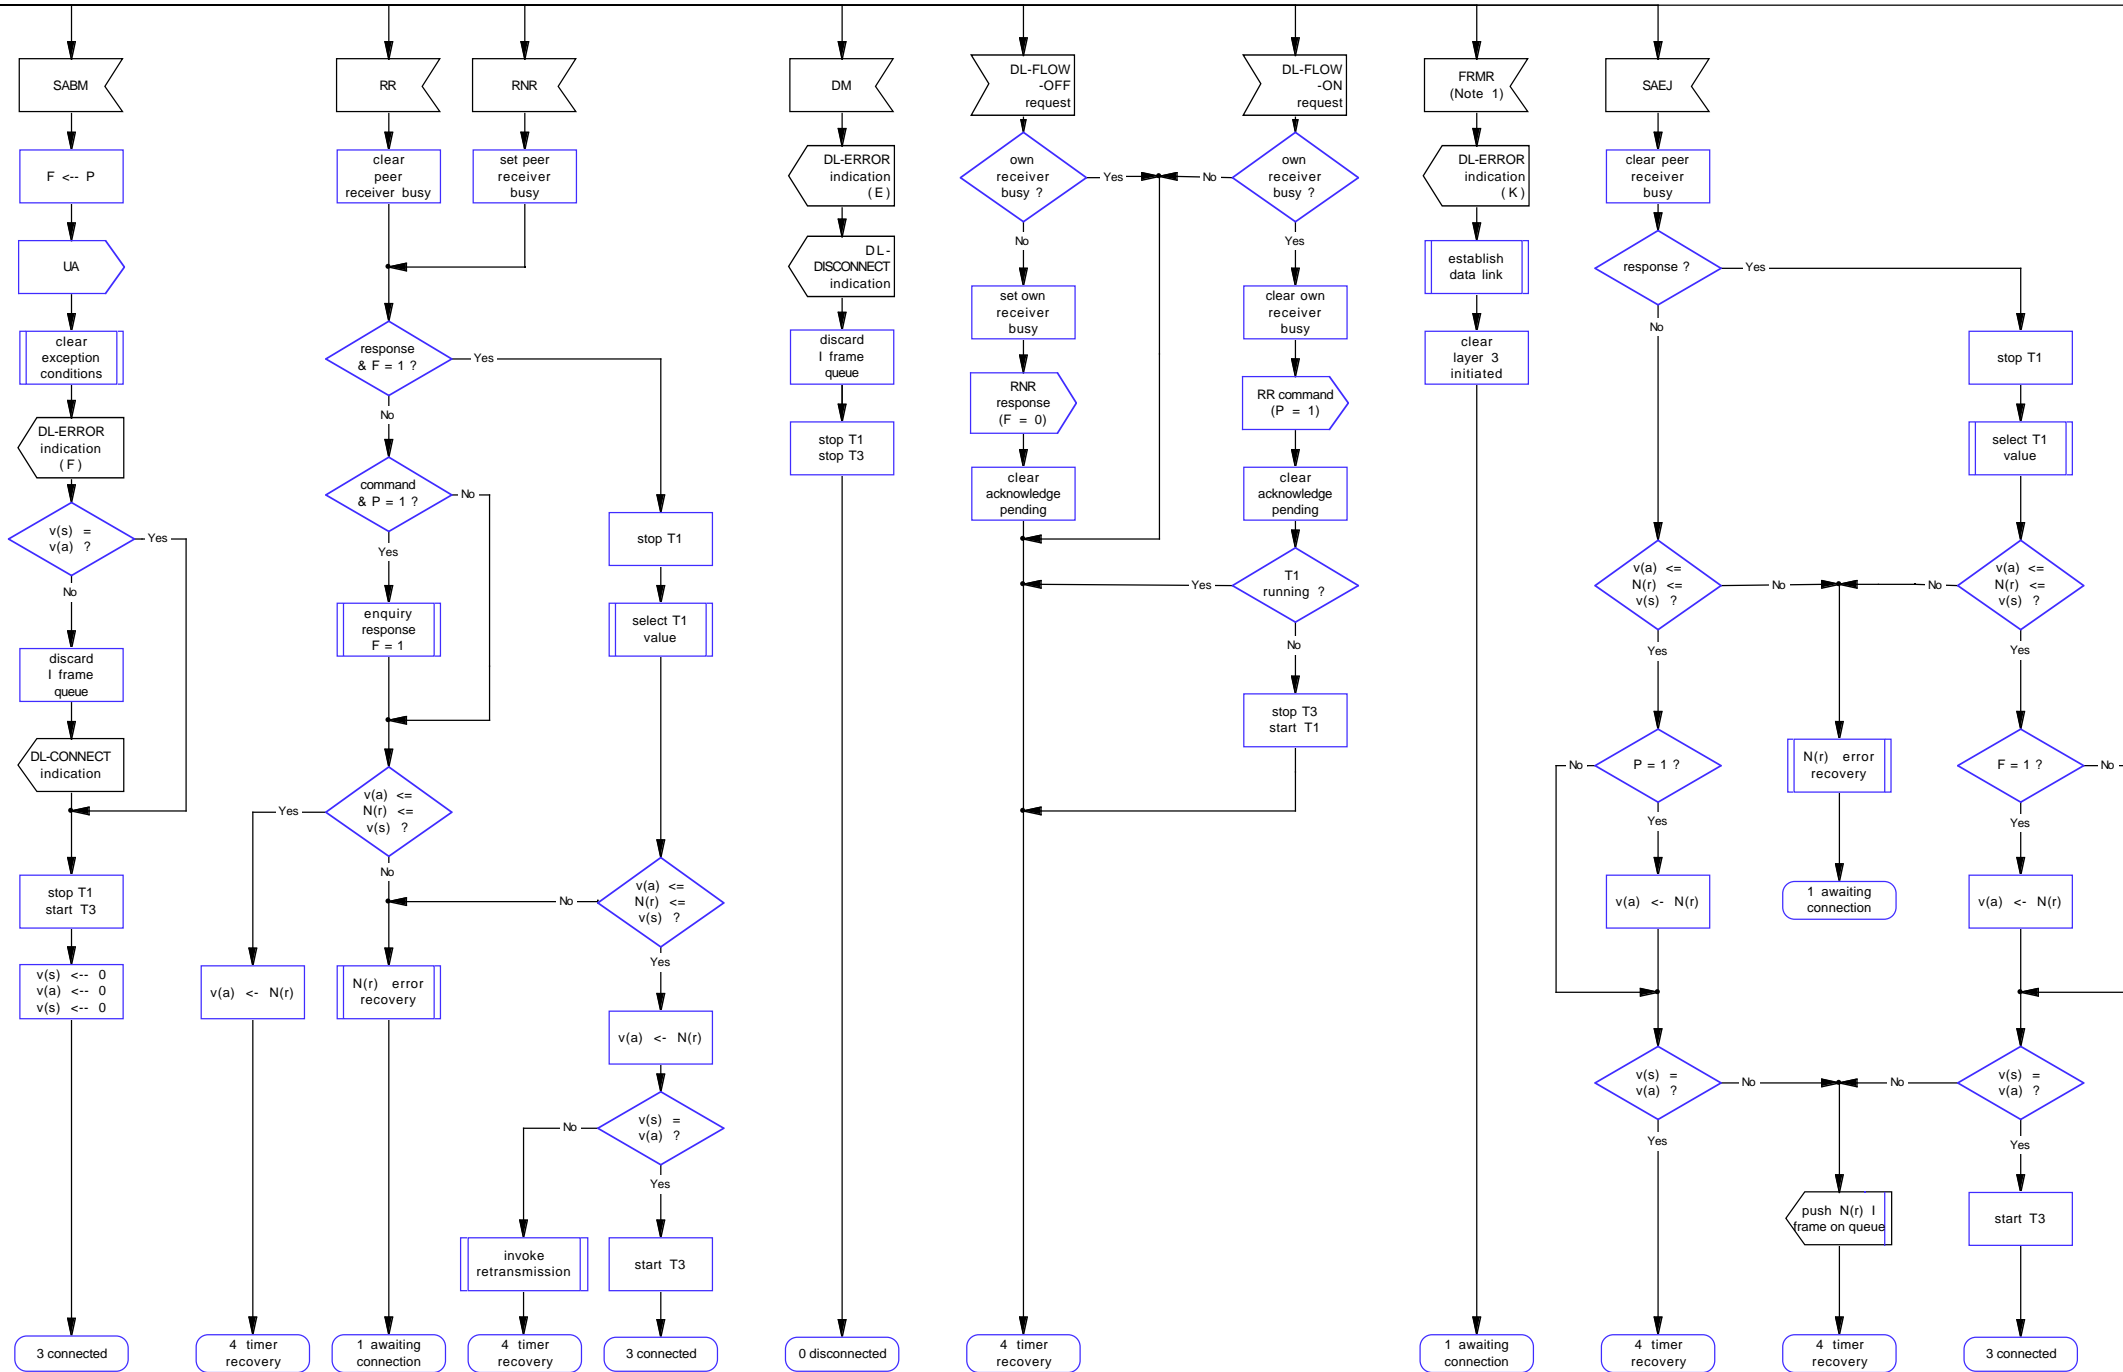 SABM
F <-- P
UA
clear
exception
conditions
DL-ERROR
indication
( F )
v(s) =
v(a) ?
Yes
No
discard
I frame
queue
DL-CONNECT
indication
stop T1
start T3
v(s) <-- 0
v(a) <-- 0
v(s) <-- 0
3 connected
RR
RNR
clear
peer
receiver busy
set peer
receiver
busy
response
& F = 1 ?
Yes
No
command
& P = 1 ?
No
Yes
enquiry
response
F = 1
v(a) <=
N(r) <=
v(s) ?
Yes
No
v(a) <- N(r)
4 timer
recovery
N(r) error
recovery
1 awaiting
connection
stop T1
select T1
value
v(a) <=
N(r) <=
v(s) ?
No
Yes
v(a) <- N(r)
v(s) =
v(a) ?
No
Yes
invoke
retransmission
4 timer
recovery
start T3
3 connected
DM
DL-ERROR
indication
( E )
DL-
DISCONNECT
indication
discard
I frame
queue
stop T1
stop T3
0 disconnected
DL-FLOW
-OFF
request
own
receiver
busy ?
Yes
No
set own
receiver
busy
RNR
response
(F = 0)
clear
acknowledge
pending
4 timer
recovery
DL-FLOW
-ON
request
own
receiver
busy ?
No
Yes
clear own
receiver
busy
RR command
(P = 1)
clear
acknowledge
pending
T1
running ?
Yes
No
stop T3
start T1
FRMR
(Note 1)
DL-ERROR
indication
( K )
establish
data link
clear
layer 3
initiated
1 awaiting
connection
SAEJ
clear peer
receiver
busy
response ?
Yes
No
v(a) <=
N(r) <=
v(s) ?
No
Yes
P = 1 ?
No
Yes
v(a) <- N(r)
v(s) =
v(a) ?
No
Yes
4 timer
recovery
N(r) error
recovery
1 awaiting
connection
push N(r) I
frame on queue
4 timer
recovery
stop T1
select T1
value
v(a) <=
N(r) <=
v(s) ?
No
Yes
F = 1 ?
No
Yes
v(a) <- N(r)
v(s) =
v(a) ?
No
Yes
start T3
3 connected